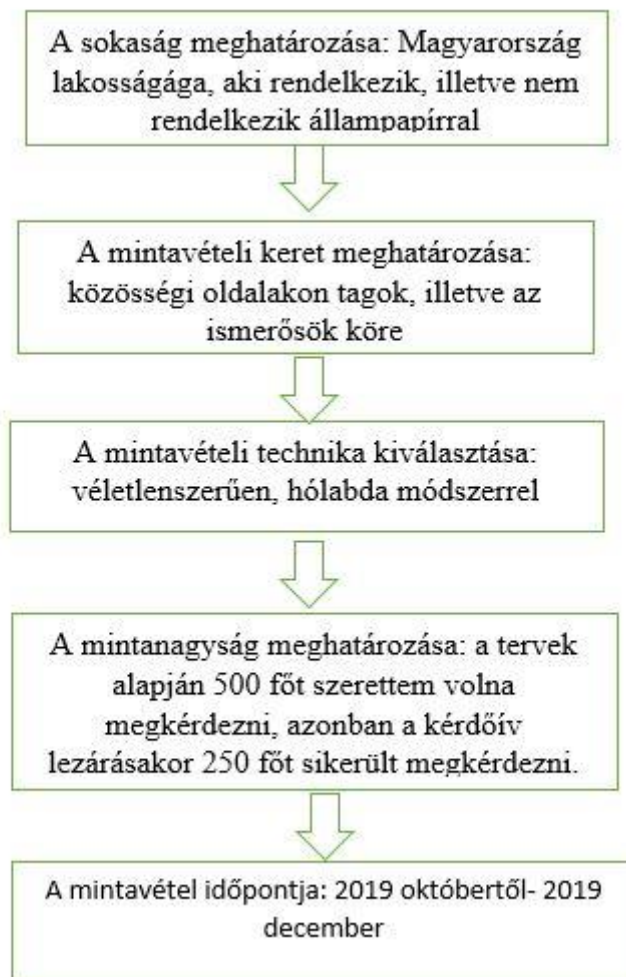 A sokaság meghatározása: Magyarország
lakosságága, aki rendelkezik, illetve nem
rendelkezik állampapírral
A mintavételi keret meghatározása:
közösségi oldalakon tagok, illetve az
ismerősök köre
A mintavételi technika kiválasztása:
véletlenszerűen, hólabda módszerrel
A mintanagyság meghatározása: a tervek
alapján 500 főt szerettem volna
megkérdezni, azonban a kérdőív
lezárásakor 250 főt sikerült megkérdezni.
A mintavétel időpontja: 2019 októbertől- 2019
december